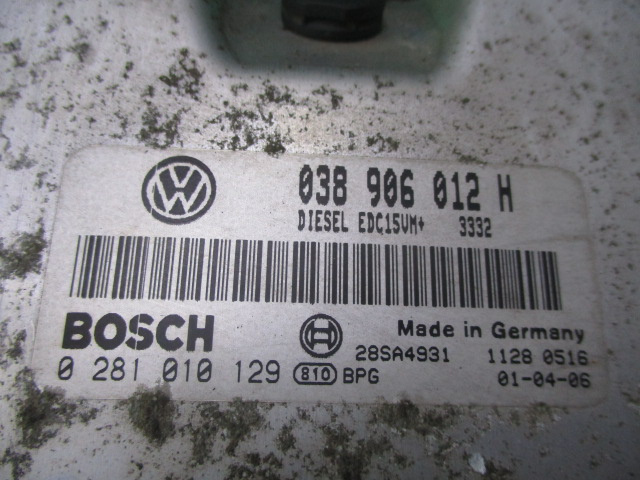 038 906 012 H
DIESEL EDC15VM+ 3332
BOSCH
Made in Germany
28SA4931 1128 0516
0 281 010 129 810 BPG 01-04-06